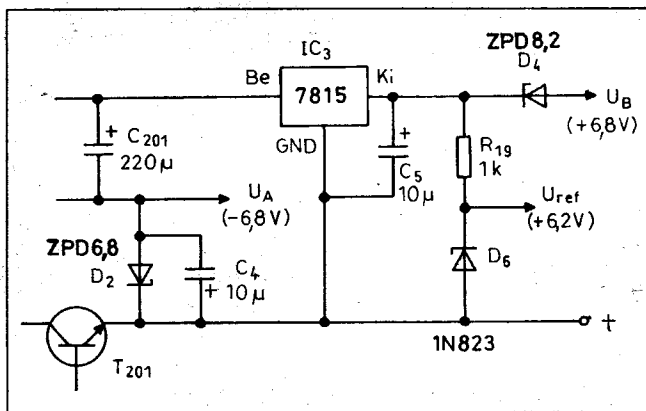 IC3
ZPD8,2
D4
Be
7815
Ki
UB
(+6,8V)
GND
+
C201
220µ
+
C5
10µ
R19
1k
UA
(-6,8V)
Uref
(+6,2V)
ZPD6,8
D2
C4
+ 10µ
D6
T201
1N823
+